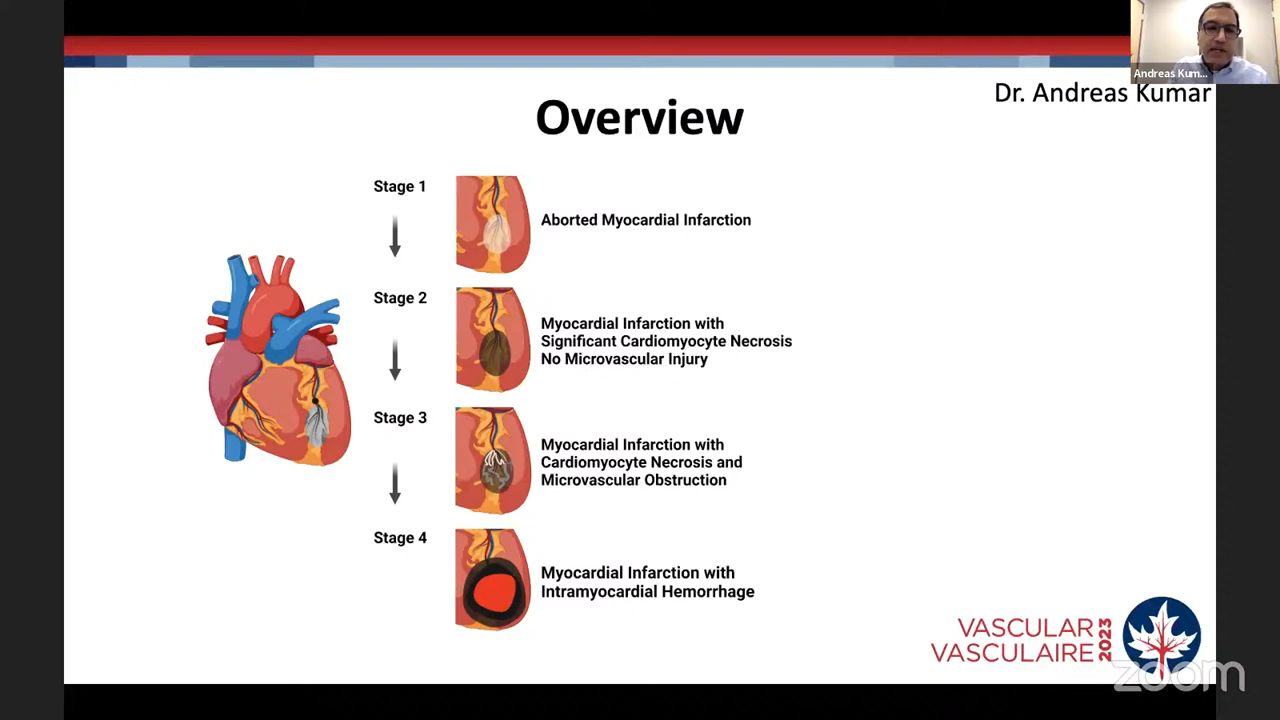 Andreas Kum...
Dr. Andreas Kumar
Overview
Stage 1
Aborted Myocardial Infarction
Stage 2
Myocardial Infarction with
Significant Cardiomyocyte Necrosis
No Microvascular Injury
Stage 3
Myocardial Infarction with
Cardiomyocyte Necrosis and
Microvascular Obstruction
Stage 4
Myocardial Infarction with
Intramyocardial Hemorrhage
VASCULAR
VASCULAIRE
2023
zoom